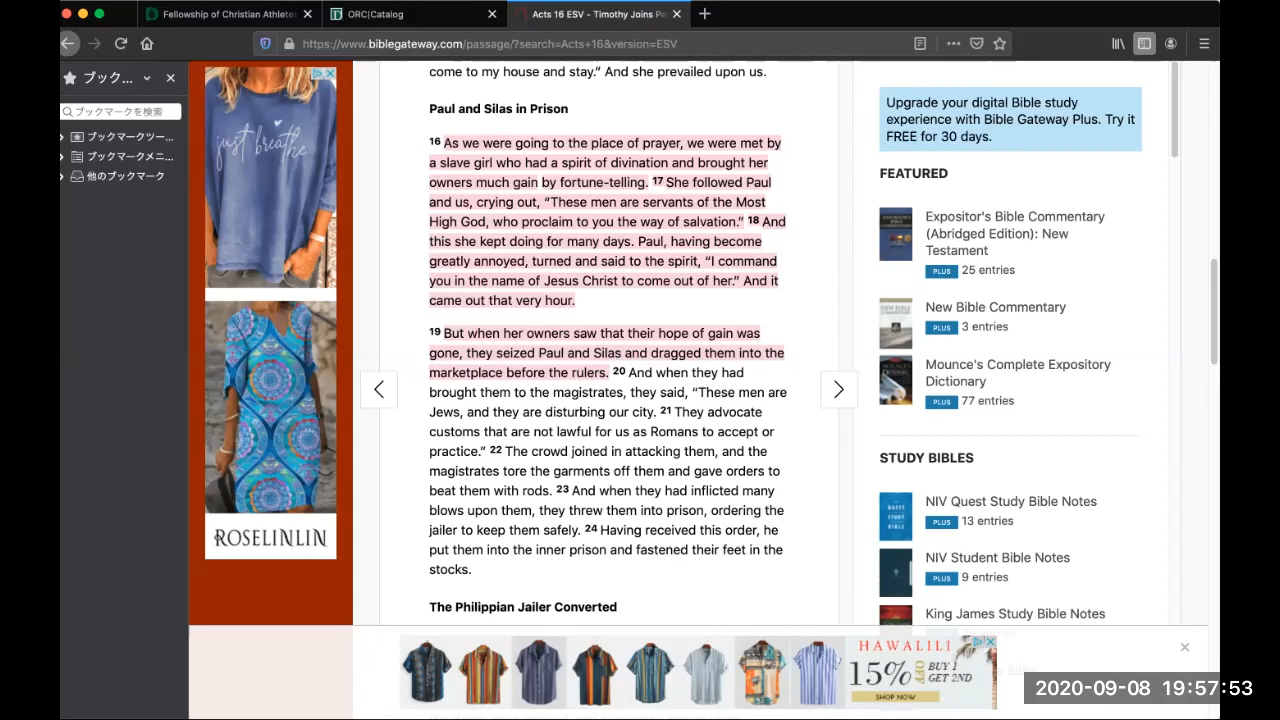 Fellowship of Christian Athlete
ORC|Catalog
Acts 16 ESV - Timothy Joins Pa
https://www.biblegateway.com/passage/?search=Acts+16&version=ESV
ブック...
ブックマークを検索
ブックマークツー...
ブックマークメニ...
他のブックマーク
just breathe
ROSELINLIN
come to my house and stay.” And she prevailed upon us.
Paul and Silas in Prison
16 As we were going to the place of prayer, we were met by
a slave girl who had a spirit of divination and brought her
owners much gain by fortune-telling. 17 She followed Paul
and us, crying out, “These men are servants of the Most
High God, who proclaim to you the way of salvation.” 18 And
this she kept doing for many days. Paul, having become
greatly annoyed, turned and said to the spirit, “I command
you in the name of Jesus Christ to come out of her.” And it
came out that very hour.
19 But when her owners saw that their hope of gain was
gone, they seized Paul and Silas and dragged them into the
marketplace before the rulers. 20 And when they had
brought them to the magistrates, they said, “These men are
Jews, and they are disturbing our city. 21 They advocate
customs that are not lawful for us as Romans to accept or
practice.” 22 The crowd joined in attacking them, and the
magistrates tore the garments off them and gave orders to
beat them with rods. 23 And when they had inflicted many
blows upon them, they threw them into prison, ordering the
jailer to keep them safely. 24 Having received this order, he
put them into the inner prison and fastened their feet in the
stocks.
The Philippian Jailer Converted
Upgrade your digital Bible study
experience with Bible Gateway Plus. Try it
FREE for 30 days.
FEATURED
Expositor's Bible Commentary
(Abridged Edition): New
Testament
PLUS 25 entries
New Bible Commentary
PLUS 3 entries
Mounce's Complete Expository
Dictionary
PLUS 77 entries
STUDY BIBLES
NIV Quest Study Bible Notes
PLUS 13 entries
NIV Student Bible Notes
PLUS 9 entries
King James Study Bible Notes
HAWALILI
15% OFF BUY 1
GET 2ND
SHOP NOW
2020-09-08 19:57:53